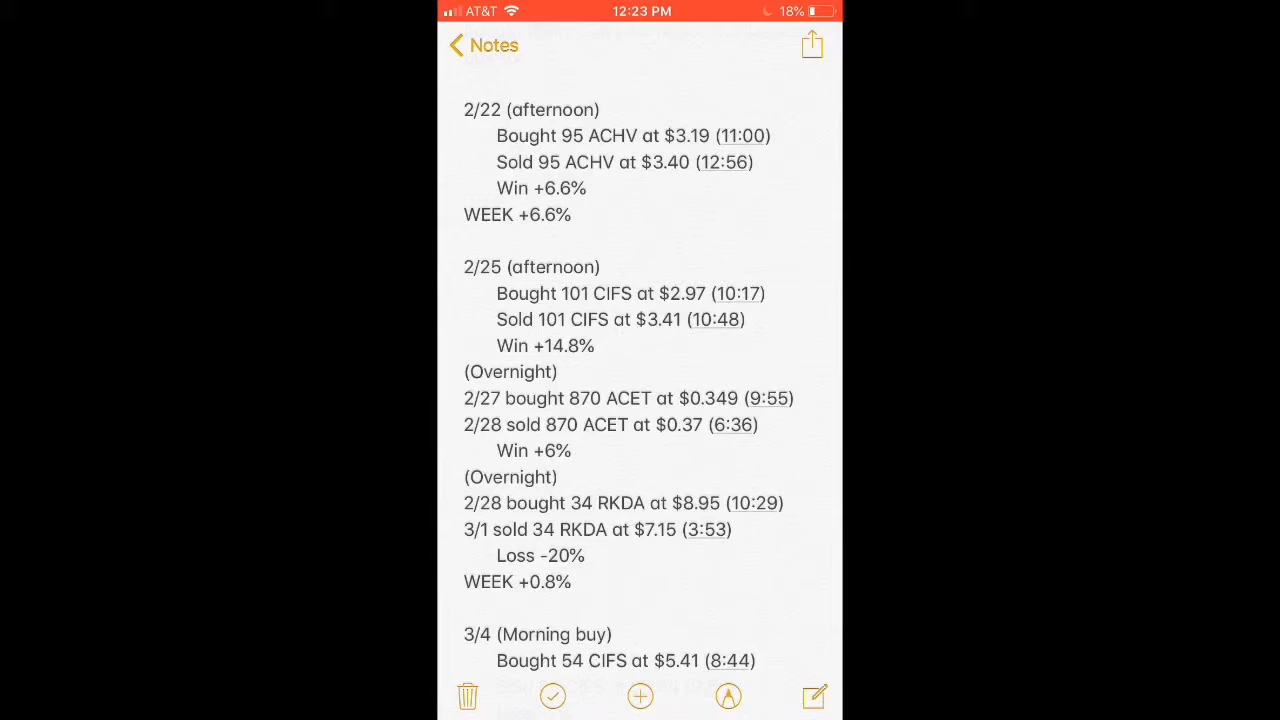 AT&T 12:23 PM 18%
Notes
2/22 (afternoon)
Bought 95 ACHV at $3.19 (11:00)
Sold 95 ACHV at $3.40 (12:56)
Win +6.6%
WEEK +6.6%
2/25 (afternoon)
Bought 101 CIFS at $2.97 (10:17)
Sold 101 CIFS at $3.41 (10:48)
Win +14.8%
(Overnight)
2/27 bought 870 ACET at $0.349 (9:55)
2/28 sold 870 ACET at $0.37 (6:36)
Win +6%
(Overnight)
2/28 bought 34 RKDA at $8.95 (10:29)
3/1 sold 34 RKDA at $7.15 (3:53)
Loss -20%
WEEK +0.8%
3/4 (Morning buy)
Bought 54 CIFS at $5.41 (8:44)